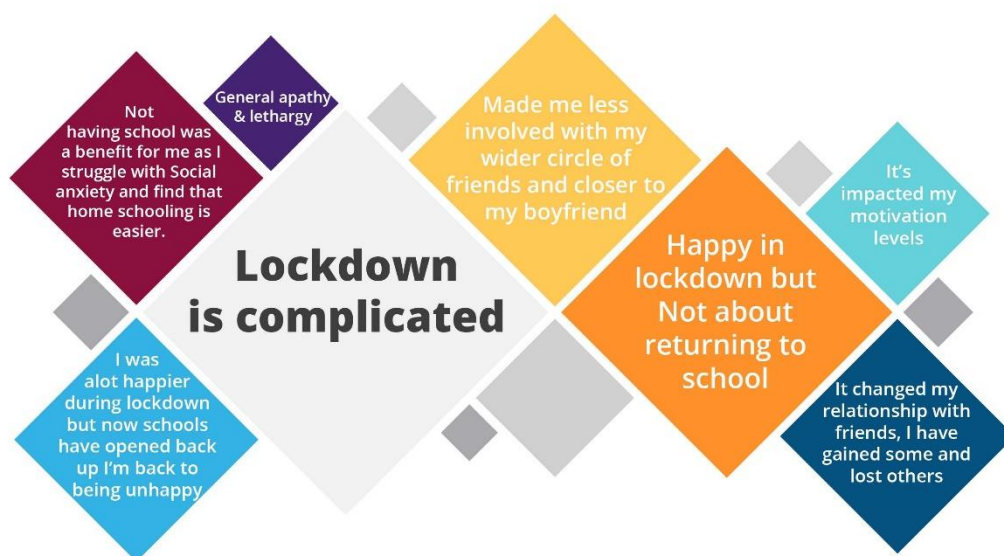 Not
having school was
a benefit for me as I
struggle with Social
anxiety and find that
home schooling is
easier.
General apathy
& lethargy
Made me less
involved with my
wider circle of
friends and closer to
my boyfriend
It's
impacted my
motivation
levels
Lockdown
is complicated
Happy in
lockdown but
Not about
returning to
school
I was
alot happier
during lockdown
but now schools
have opened back
up I'm back to
being unhappy
It changed my
relationship with
friends, I have
gained some and
lost others